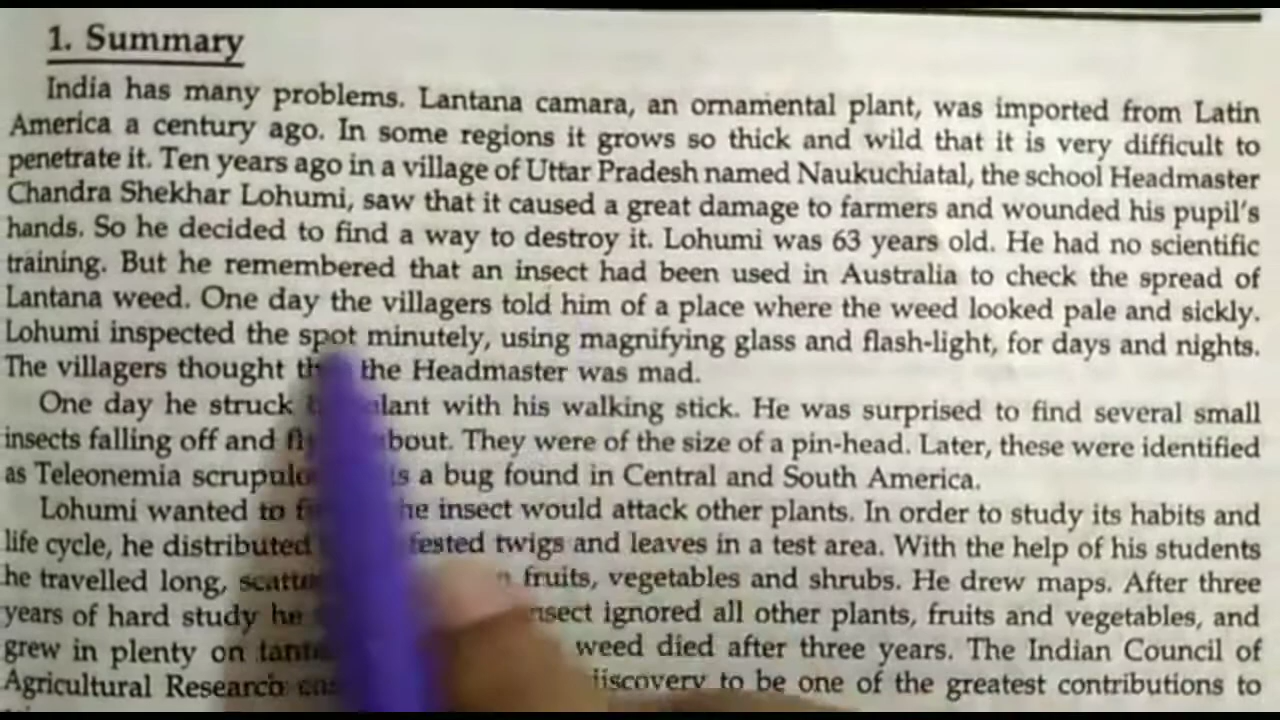 1. Summary
India has many problems. Lantana camara, an ornamental plant, was imported from Latin
America a century ago. In some regions it grows so thick and wild that it is very difficult to
penetrate it. Ten years ago in a village of Uttar Pradesh named Naukuchiatal, the school Headmaster
Chandra Shekhar Lohumi, saw that it caused a great damage to farmers and wounded his pupil's
hands. So he decided to find a way to destroy it. Lohumi was 63 years old. He had no scientific
training. But he remembered that an insect had been used in Australia to check the spread of
Lantana weed. One day the villagers told him of a place where the weed looked pale and sickly.
Lohumi inspected the spot minutely, using magnifying glass and flash-light, for days and nights.
The villagers thought the Headmaster was mad.
One day he struck plant with his walking stick. He was surprised to find several small
insects falling off and about. They were of the size of a pin-head. Later, these were identified
as Teleonemia a bug found in Central and South America.
Lohumi wanted to insect would attack other plants. In order to study its habits and
life cycle, he distributed twigs and leaves in a test area. With the help of his students
he travelled long, fruits, vegetables and shrubs. He drew maps. After three
years of hard study he insect ignored all other plants, fruits and vegetables, and
grew in plenty on weed died after three years. The Indian Council of
Agricultural Research discovery to be one of the greatest contributions to